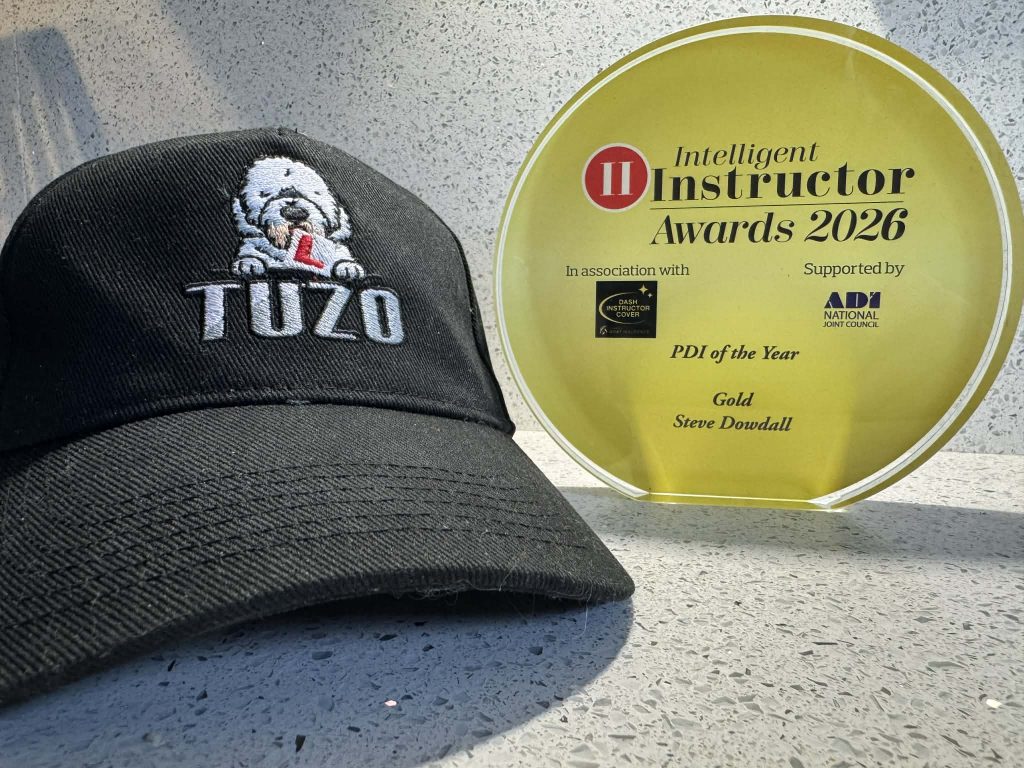 L
TUZO
II
Intelligent
Instructor
Awards 2026
In association with
Supported by
DASH
INSTRUCTOR
COVER
ADI
NATIONAL
JOINT COUNCIL
PDI of the Year
Gold
Steve Dowdall